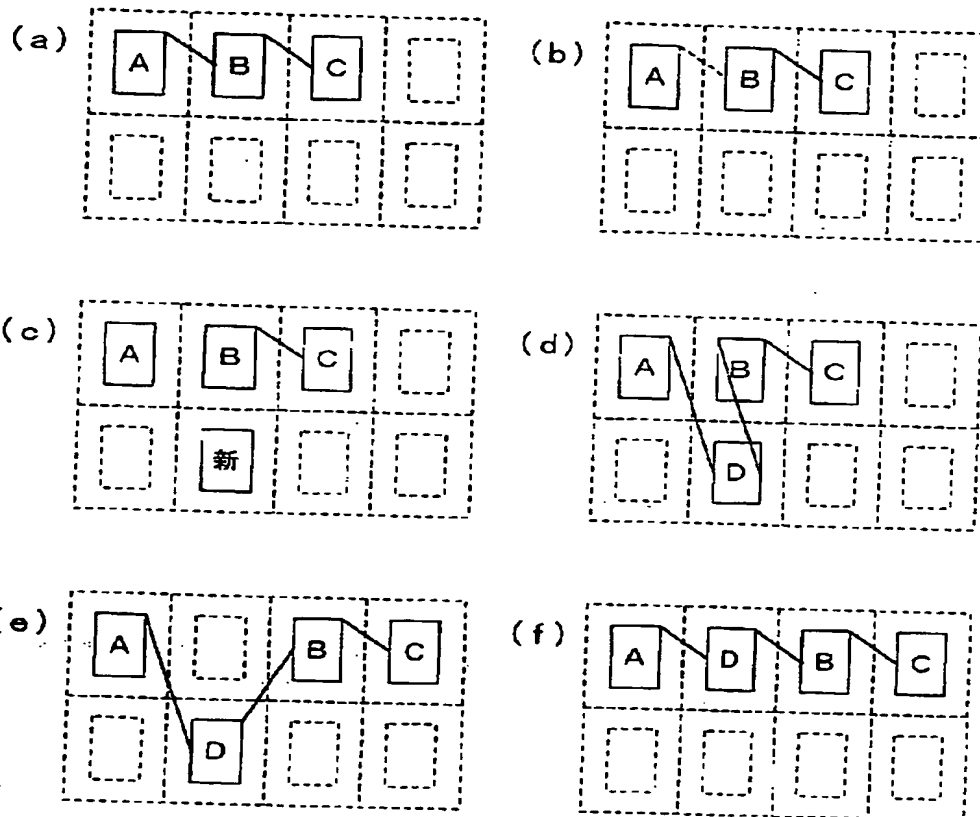 (a) A B C
(b) A B C
(c) A B C
新
(d) A B C
D
(e) A B C
D
(f) A D B C